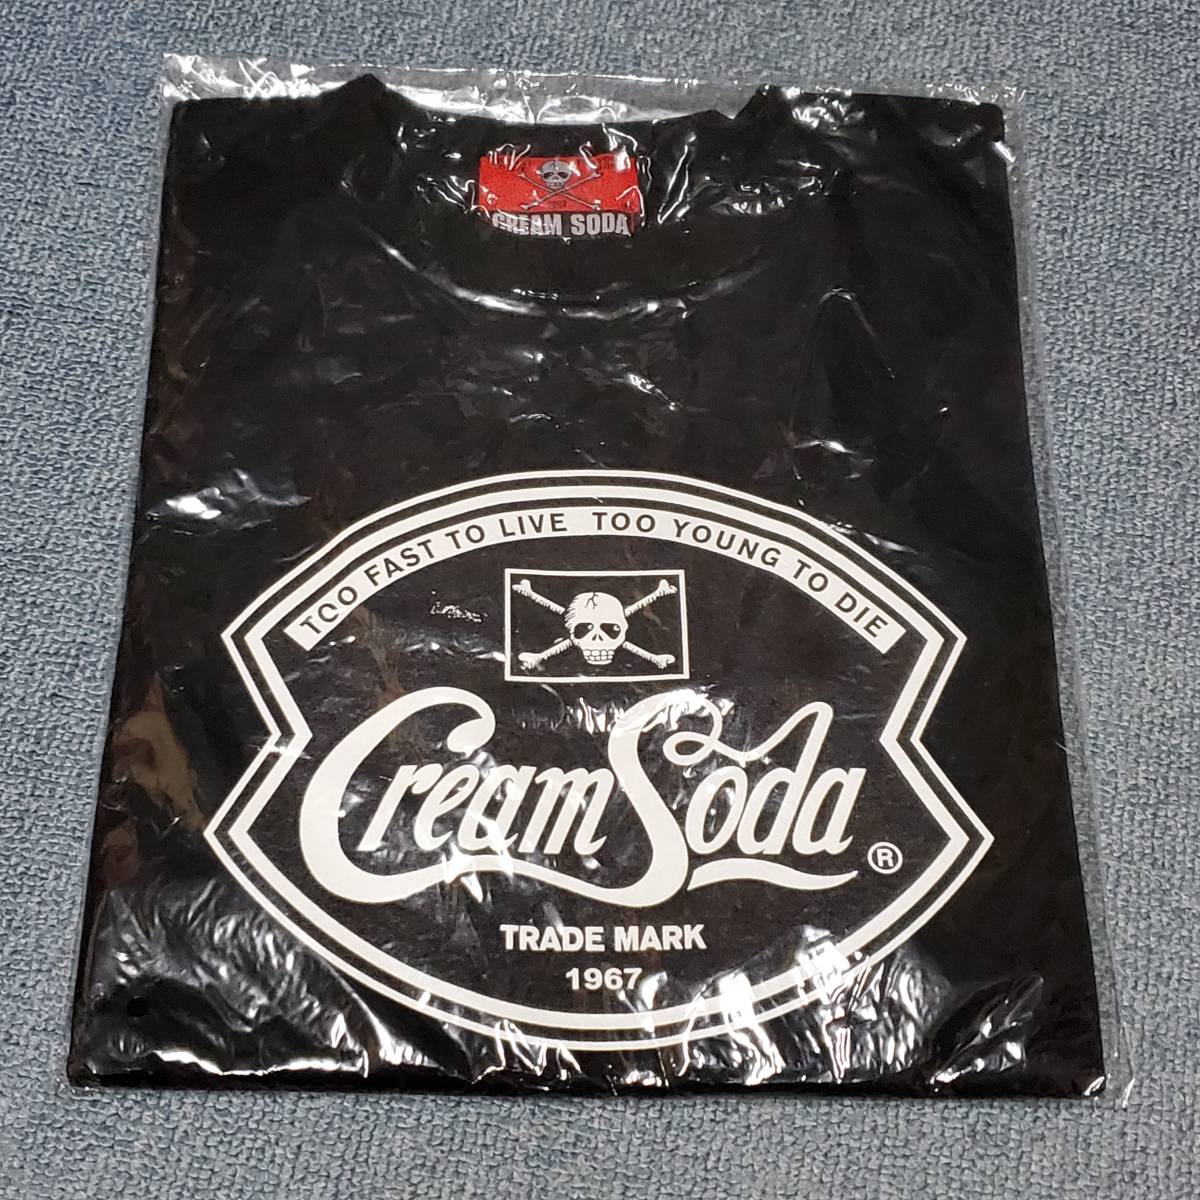 CREAM SODA
TOO FAST TO LIVE TOO YOUNG TO DIE
Cream Soda ®
TRADE MARK
1967